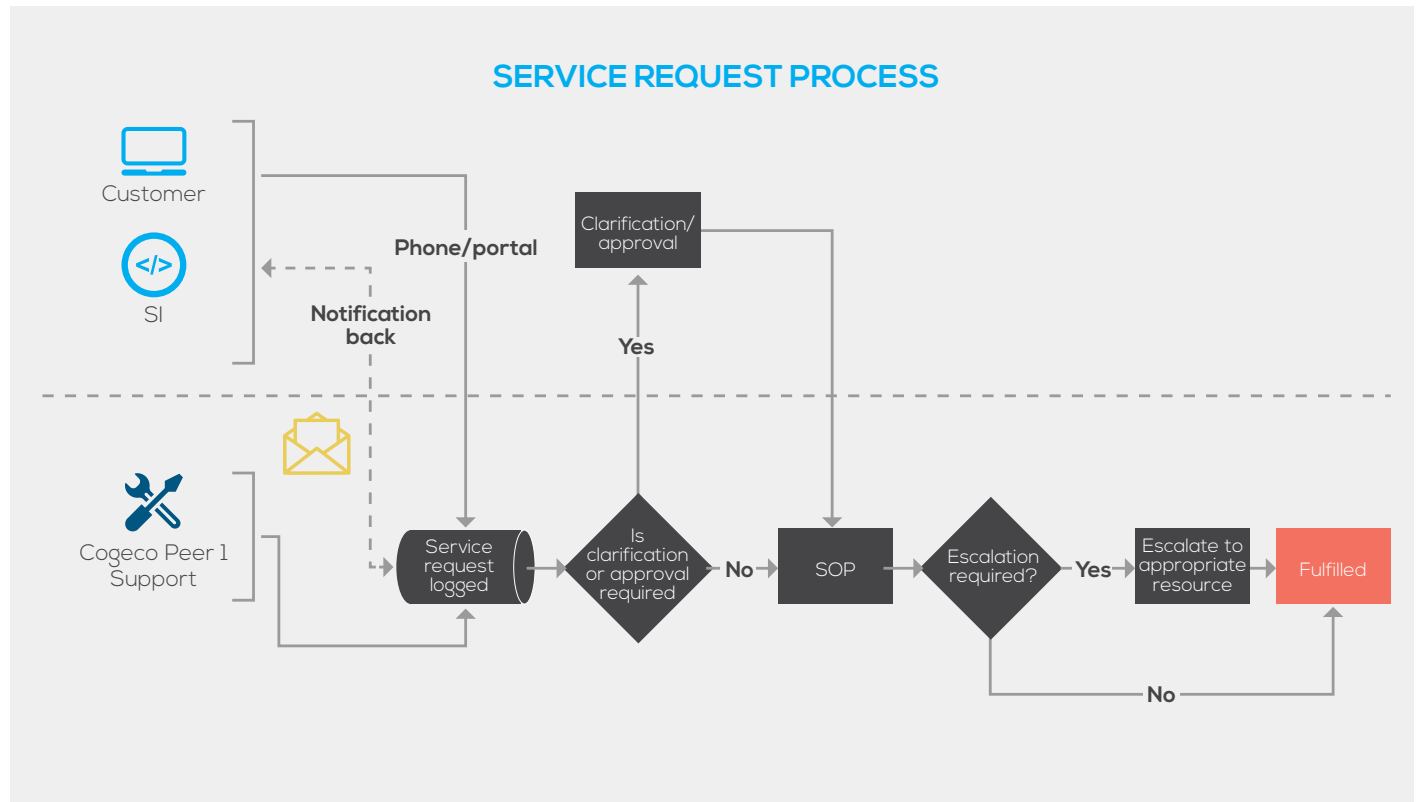 SERVICE REQUEST PROCESS
Customer
</>
SI
Phone/portal
Notification
back
Clarification/
approval
Yes
Cogeco Peer 1
Support
Service
request
logged
Is
clarification
or approval
required
No
SOP
Escalation
required?
Yes
Escalate to
appropriate
resource
Fulfilled
No